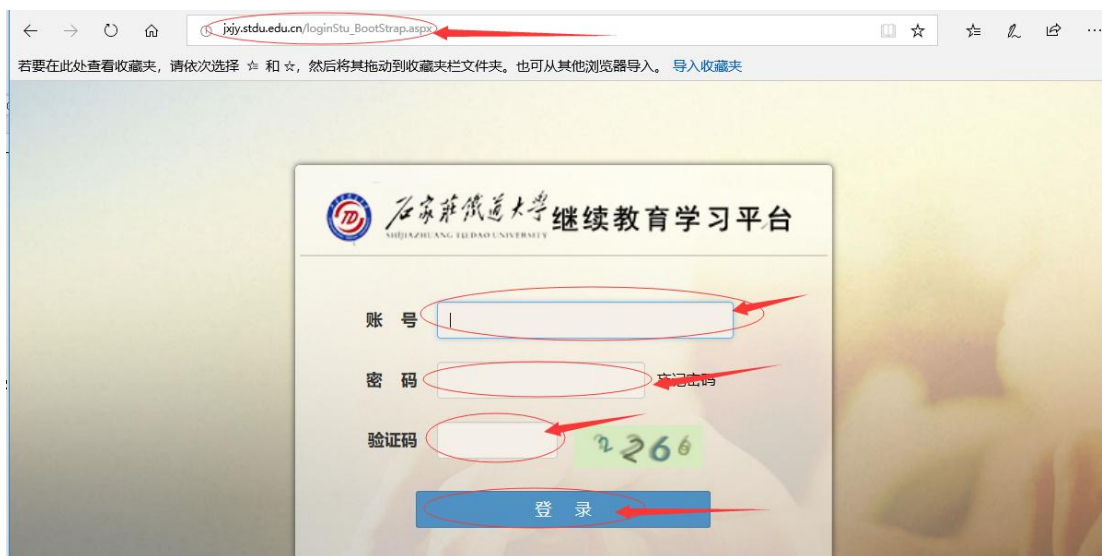 jxjy.stdu.edu.cn/loginStu_BootStrap.aspx
若要在此处查看收藏夹，请依次选择 和 ☆，然后将其拖动到收藏夹栏文件夹。也可从其他浏览器导入。 导入收藏夹
石家庄铁道大学 继续教育学习平台
SHIJIAZHUANG TIEDAO UNIVERSITY
账 号
密 码 忘记密码
验证码 2266
登 录